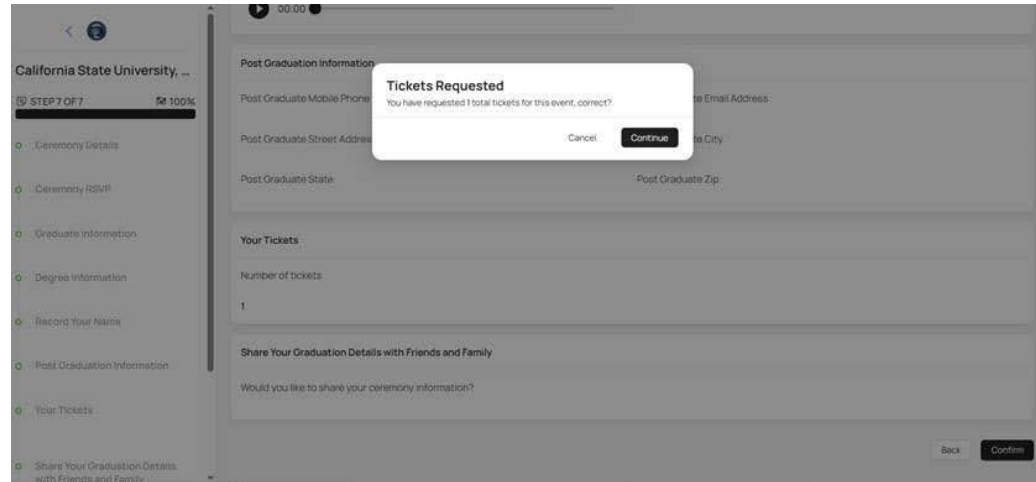 California State University, ...
STEP 7 OF 7
100%
Ceremony Details
Ceremony RSVP
Graduate Information
Degree Information
Record Your Name
Post Graduation Information
Your Tickets
Share Your Graduation Details
with Friends and Family
00:00
Post Graduation Information
Post Graduate Mobile Phone
te Email Address
Post Graduate Street Addres
te City
Post Graduate State:
Post Graduate Zip:
Tickets Requested
You have requested 1 total tickets for this event, correct?
Cancel
Continue
Your Tickets
Number of tickets
1
Share Your Graduation Details with Friends and Family
Would you like to share your ceremony information?
Back
Confirm